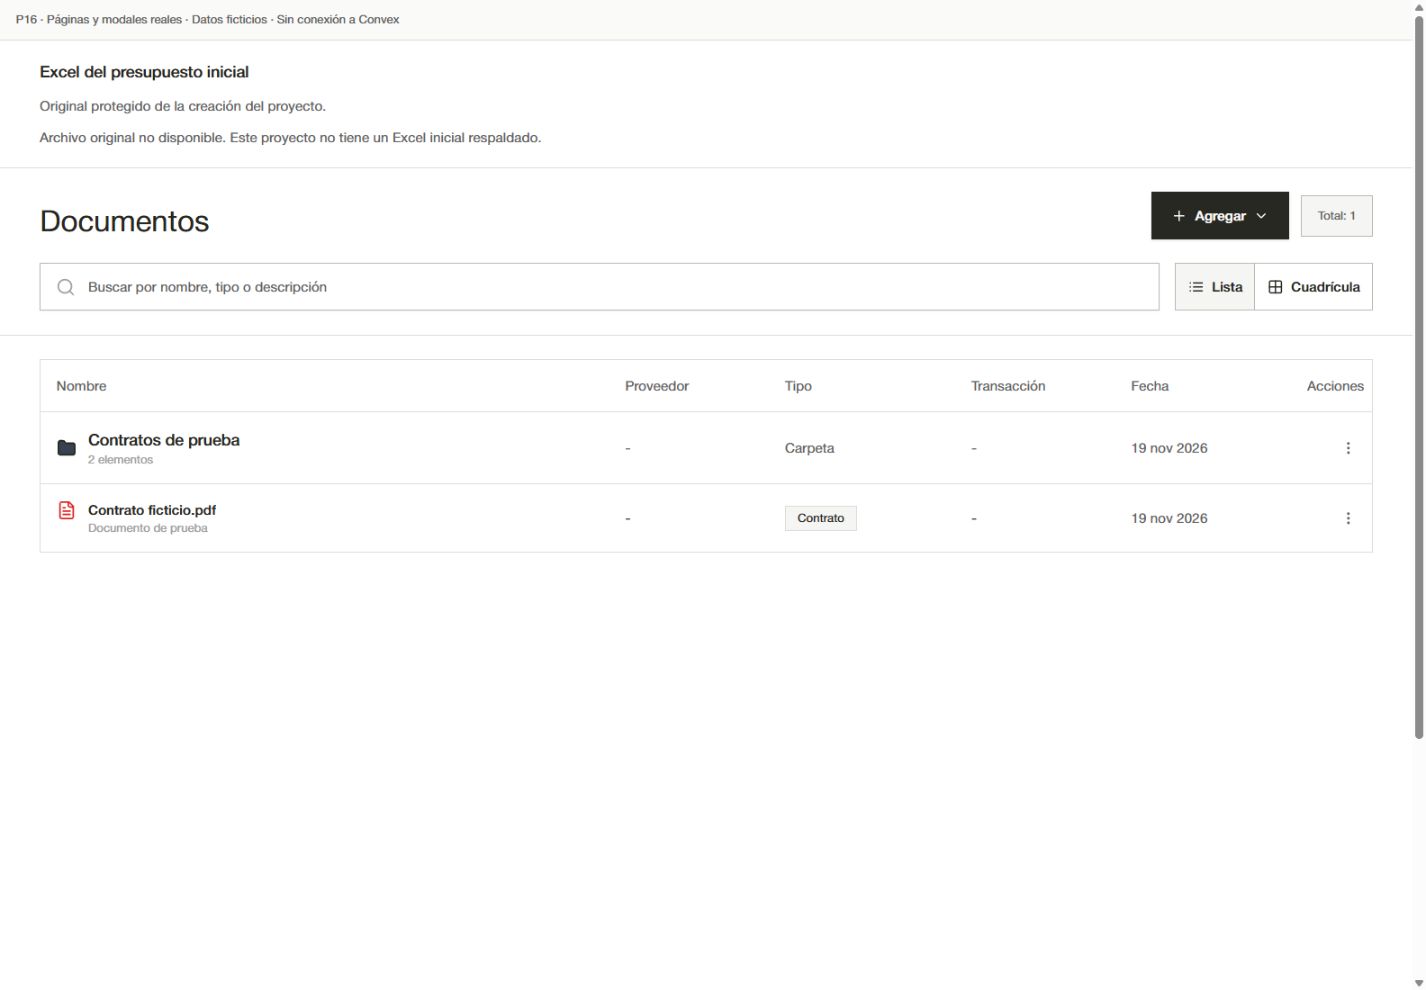 P16 · Páginas y modales reales · Datos ficticios · Sin conexión a Convex
Excel del presupuesto inicial
Original protegido de la creación del proyecto.
Archivo original no disponible. Este proyecto no tiene un Excel inicial respaldado.
Documentos
Agregar
Total: 1
Buscar por nombre, tipo o descripción
Lista
Cuadrícula
Nombre Proveedor Tipo Transacción Fecha Acciones
Contratos de prueba
2 elementos
- Carpeta - 19 nov 2026
Contrato ficticio.pdf
Documento de prueba
- Contrato - 19 nov 2026